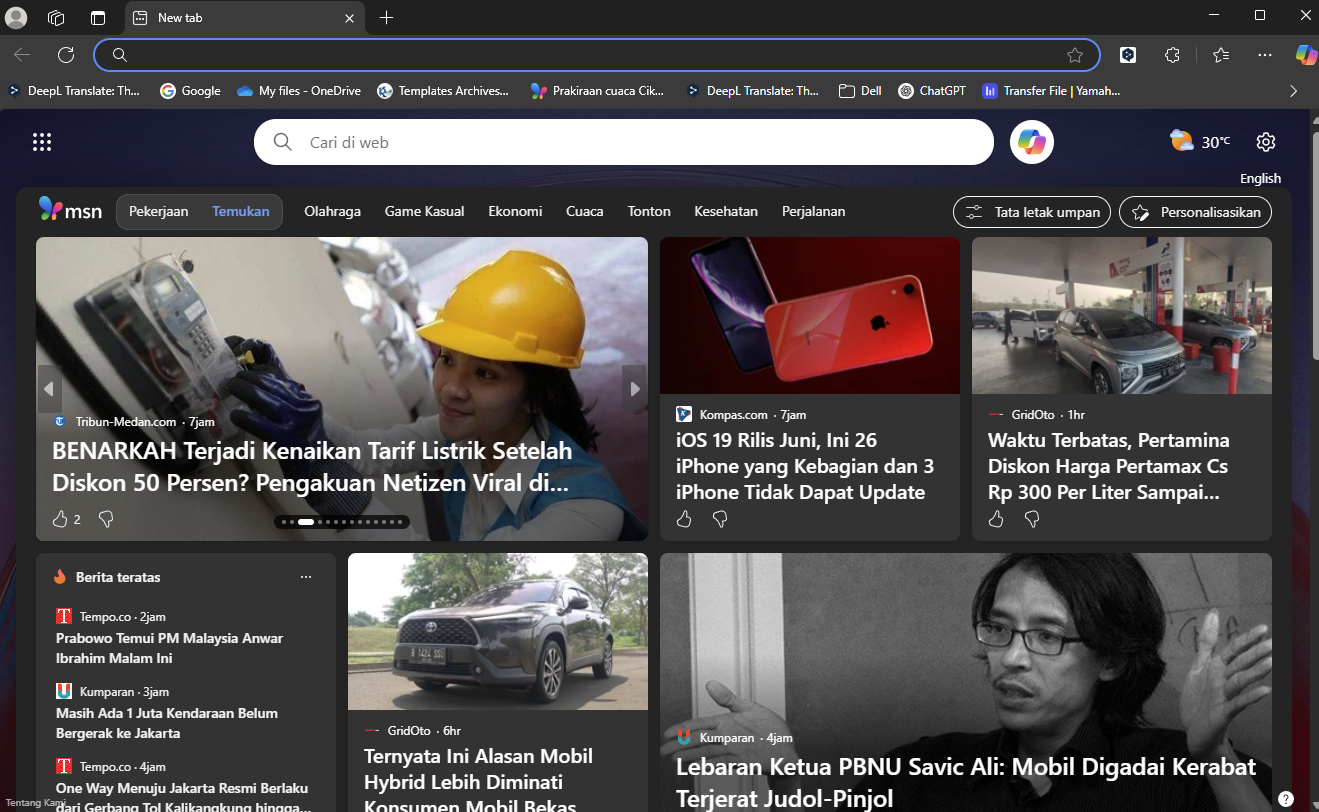 New tab
DeepL Translate: Th...
Google
My files - OneDrive
Templates Archives...
Prakiraan cuaca Cik...
DeepL Translate: Th...
Dell
ChatGPT
Transfer File | Yamah...
Cari di web
30°C
English
msn
Pekerjaan
Temukan
Olahraga
Game Kasual
Ekonomi
Cuaca
Tonton
Kesehatan
Perjalanan
Tata letak umpan
Personalisasikan
Tribun-Medan.com · 7jam
BENARKAH Terjadi Kenaikan Tarif Listrik Setelah
Diskon 50 Persen? Pengakuan Netizen Viral di...
2
Kompas.com · 7jam
iOS 19 Rilis Juni, Ini 26
iPhone yang Kebagian dan 3
iPhone Tidak Dapat Update
GridOto · 1hr
Waktu Terbatas, Pertamina
Diskon Harga Pertamax Cs
Rp 300 Per Liter Sampai...
Berita teratas
Tempo.co · 2jam
Prabowo Temui PM Malaysia Anwar
Ibrahim Malam Ini
Kumparan · 3jam
Masih Ada 1 Juta Kendaraan Belum
Bergerak ke Jakarta
Tempo.co · 4jam
One Way Menuju Jakarta Resmi Berlaku
dari Gerbang Tol Kalikangkung hingga...
GridOto · 6hr
Ternyata Ini Alasan Mobil
Hybrid Lebih Diminati
Konsumen Mobil Bekas
Kumparan · 4jam
Lebaran Ketua PBNU Savic Ali: Mobil Digadai Kerabat
Terjerat Judol-Pinjol
Tentang Kami
?